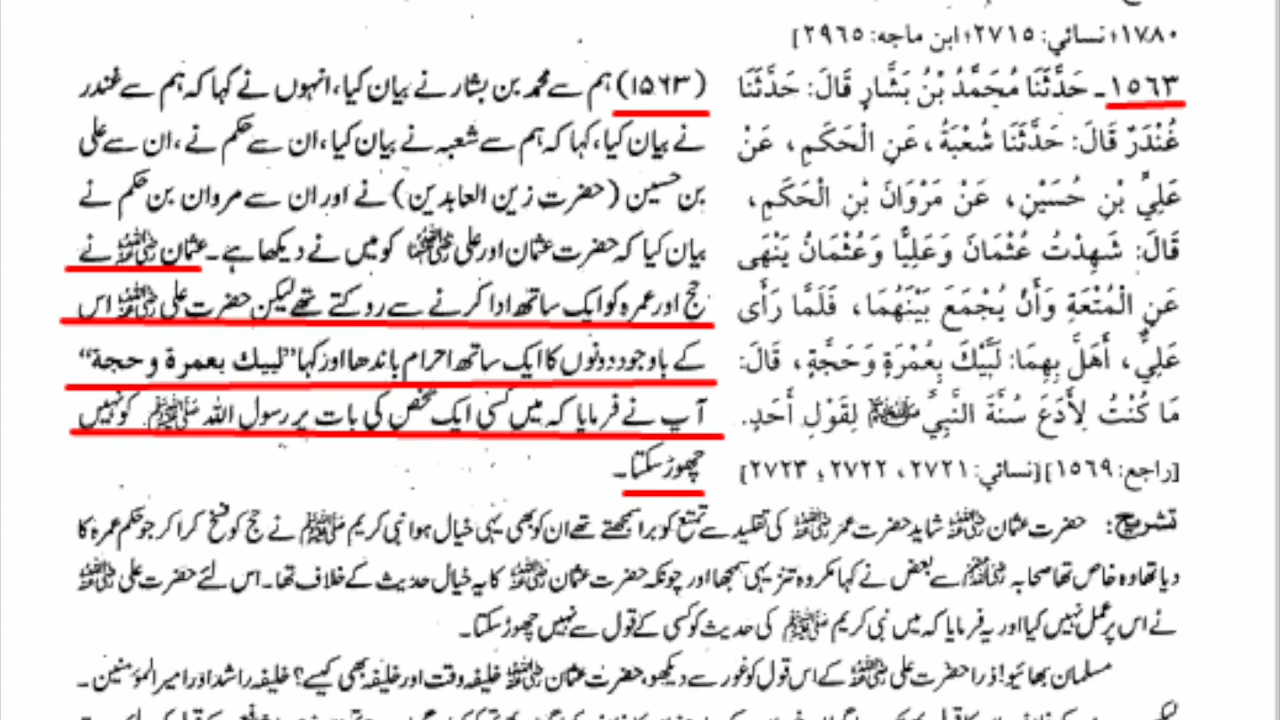 ١٧٨٠؛ نسائي: ٢٧١٥؛ ابن ماجه: ٢٩٦٥]
١٥٦٣ـ حَدَّثَنَا مُحَمَّدُ بْنُ بَشَّارٍ قَالَ: حَدَّثَنَا
غُنْدَرٌ قَالَ: حَدَّثَنَا شُعْبَةُ، عَنِ الْحَكَمِ، عَنْ
عَلِيِّ بْنِ حُسَيْنٍ، عَنْ مَرْوَانَ بْنِ الْحَكَمِ،
قَالَ: شَهِدْتُ عُثْمَانَ وَعَلِيًّا وَعُثْمَانُ يَنْهَى
عَنِ الْمُتْعَةِ وَأَنْ يُجْمَعَ بَيْنَهُمَا، فَلَمَّا رَأَى
عَلِيٌّ، أَهَلَّ بِهِمَا: لَبَّيْكَ بِعُمْرَةٍ وَحَجَّةٍ، قَالَ:
مَا كُنْتُ لِأَدَعَ سُنَّةَ النَّبِيِّ ﷺ لِقَوْلِ أَحَدٍ.
[راجع: ١٥٦٩] [نسائي: ٢٧٢١، ٢٧٢٢، ٢٧٢٣]
(۱۵۶۳) ہم سے محمد بن بشار نے بیان کیا، انہوں نے کہا کہ ہم سے غندر
نے بیان کیا، کہا کہ ہم سے شعبہ نے بیان کیا، ان سے حکم نے، ان سے علی
بن حسین (حضرت زین العابدین) نے اور ان سے مروان بن حکم نے
بیان کیا کہ حضرت عثمان اور علی رضی اللہ عنہما کو میں نے دیکھا ہے۔ عثمان رضی اللہ عنہ نے
حج اور عمرہ کو ایک ساتھ ادا کرنے سے روکتے تھے لیکن حضرت علی رضی اللہ عنہ اس
کے باوجود دونوں کا ایک ساتھ احرام باندھا اور کہا ”لبيك بعمرة وحجة“
آپ نے فرمایا کہ میں کسی ایک شخص کی بات پر رسول اللہ ﷺ کو نہیں
چھوڑ سکتا۔
تشریح: حضرت عثمان رضی اللہ عنہ شاید حضرت عمر رضی اللہ عنہ کی تقلید سے تمتع کو برا سمجھتے تھے ان کو بھی یہی خیال ہوا نبی کریم ﷺ نے حج کو فسخ کرا کر جو حکم عمرہ کا
دیا تھا وہ خاص تھا صحابہ رضی اللہ عنہم سے بعض نے کہا مکروہ تنزیہی سمجھا اور چونکہ حضرت عثمان رضی اللہ عنہ کا یہ خیال حدیث کے خلاف تھا۔ اس لئے حضرت علی رضی اللہ عنہ
نے اس پر عمل نہیں کیا اور یہ فرمایا کہ میں نبی کریم ﷺ کی حدیث کو کسی کے قول سے نہیں چھوڑ سکتا۔
مسلمان بھائیو! ذرا حضرت علی رضی اللہ عنہ کے اس قول کو غور سے دیکھو، حضرت عثمان رضی اللہ عنہ خلیفہ وقت اور خلیفہ بھی کیسے؟ خلیفہ راشد اور امیر المؤمنین۔